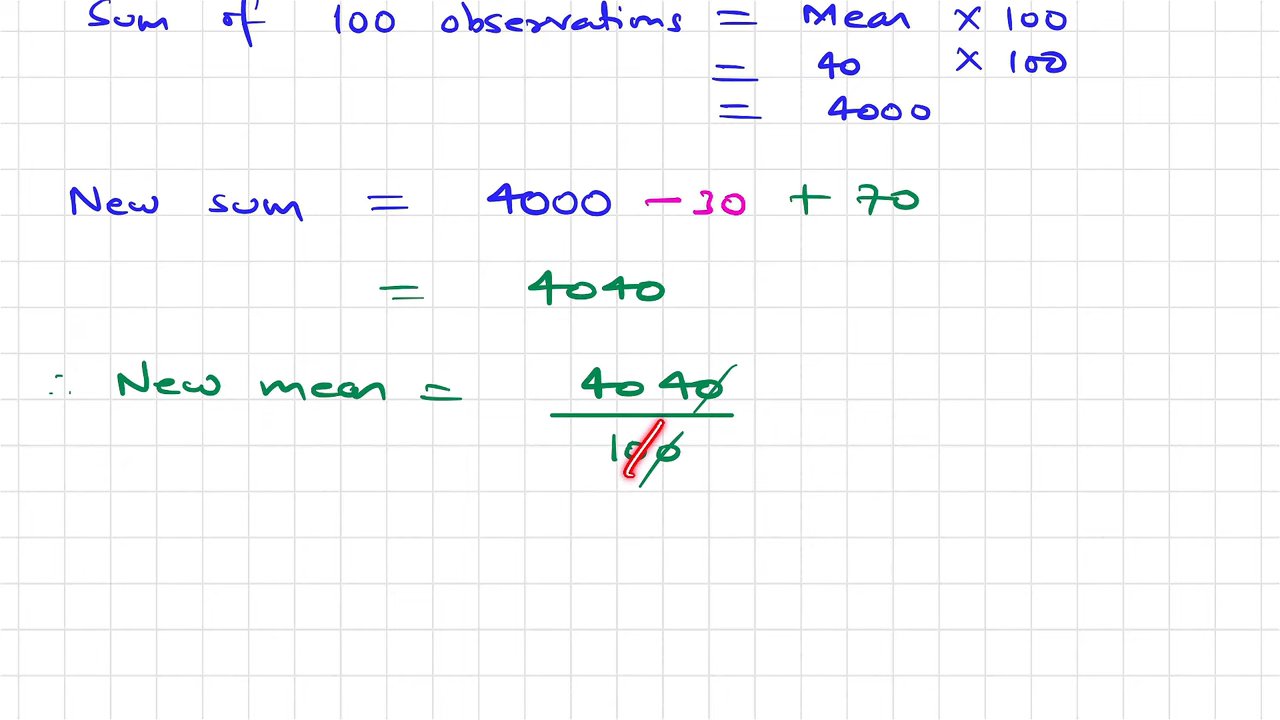 Sum of 100 observations = Mean × 100
= 40 × 100
= 4000
New sum = 4000 - 30 + 70
= 4040
∴ New mean = 4040
100